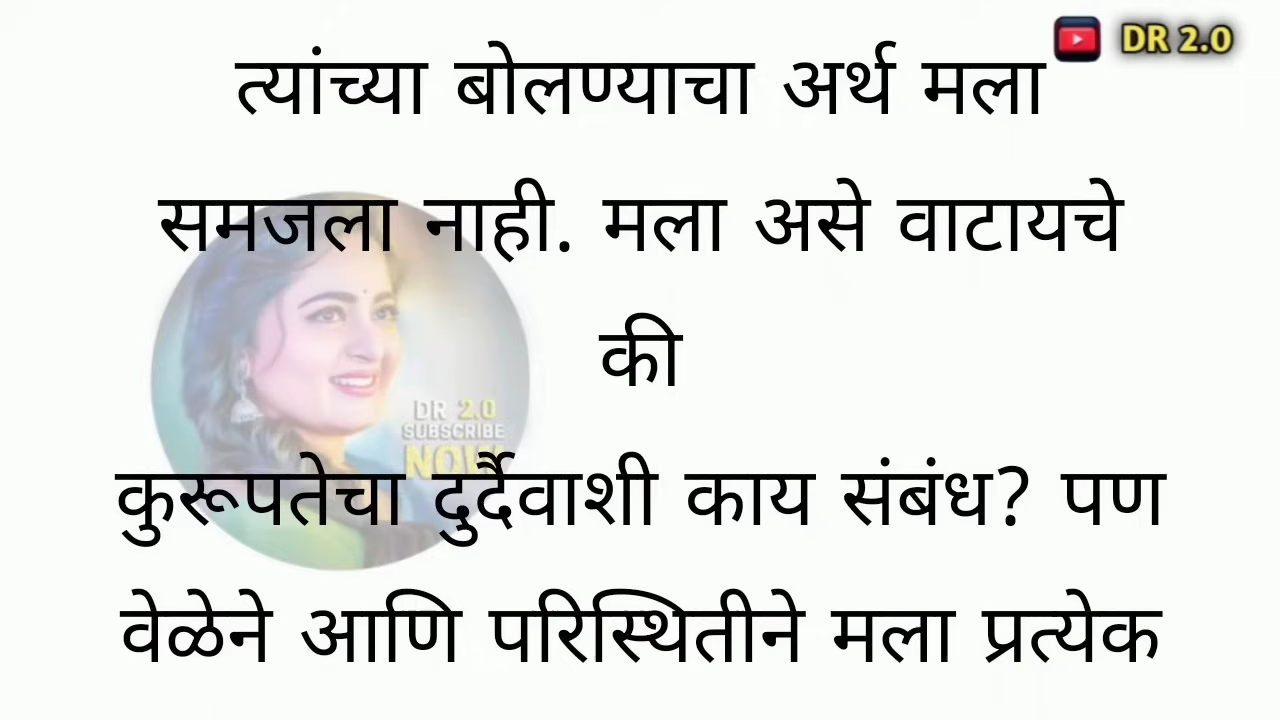 DR 2.0
त्यांच्या बोलण्याचा अर्थ मला
समजला नाही. मला असे वाटायचे
की
DR 2.0
SUBSCRIBE
NOW
कुरूपतेचा दुर्दैवाशी काय संबंध? पण
वेळेने आणि परिस्थितीने मला प्रत्येक